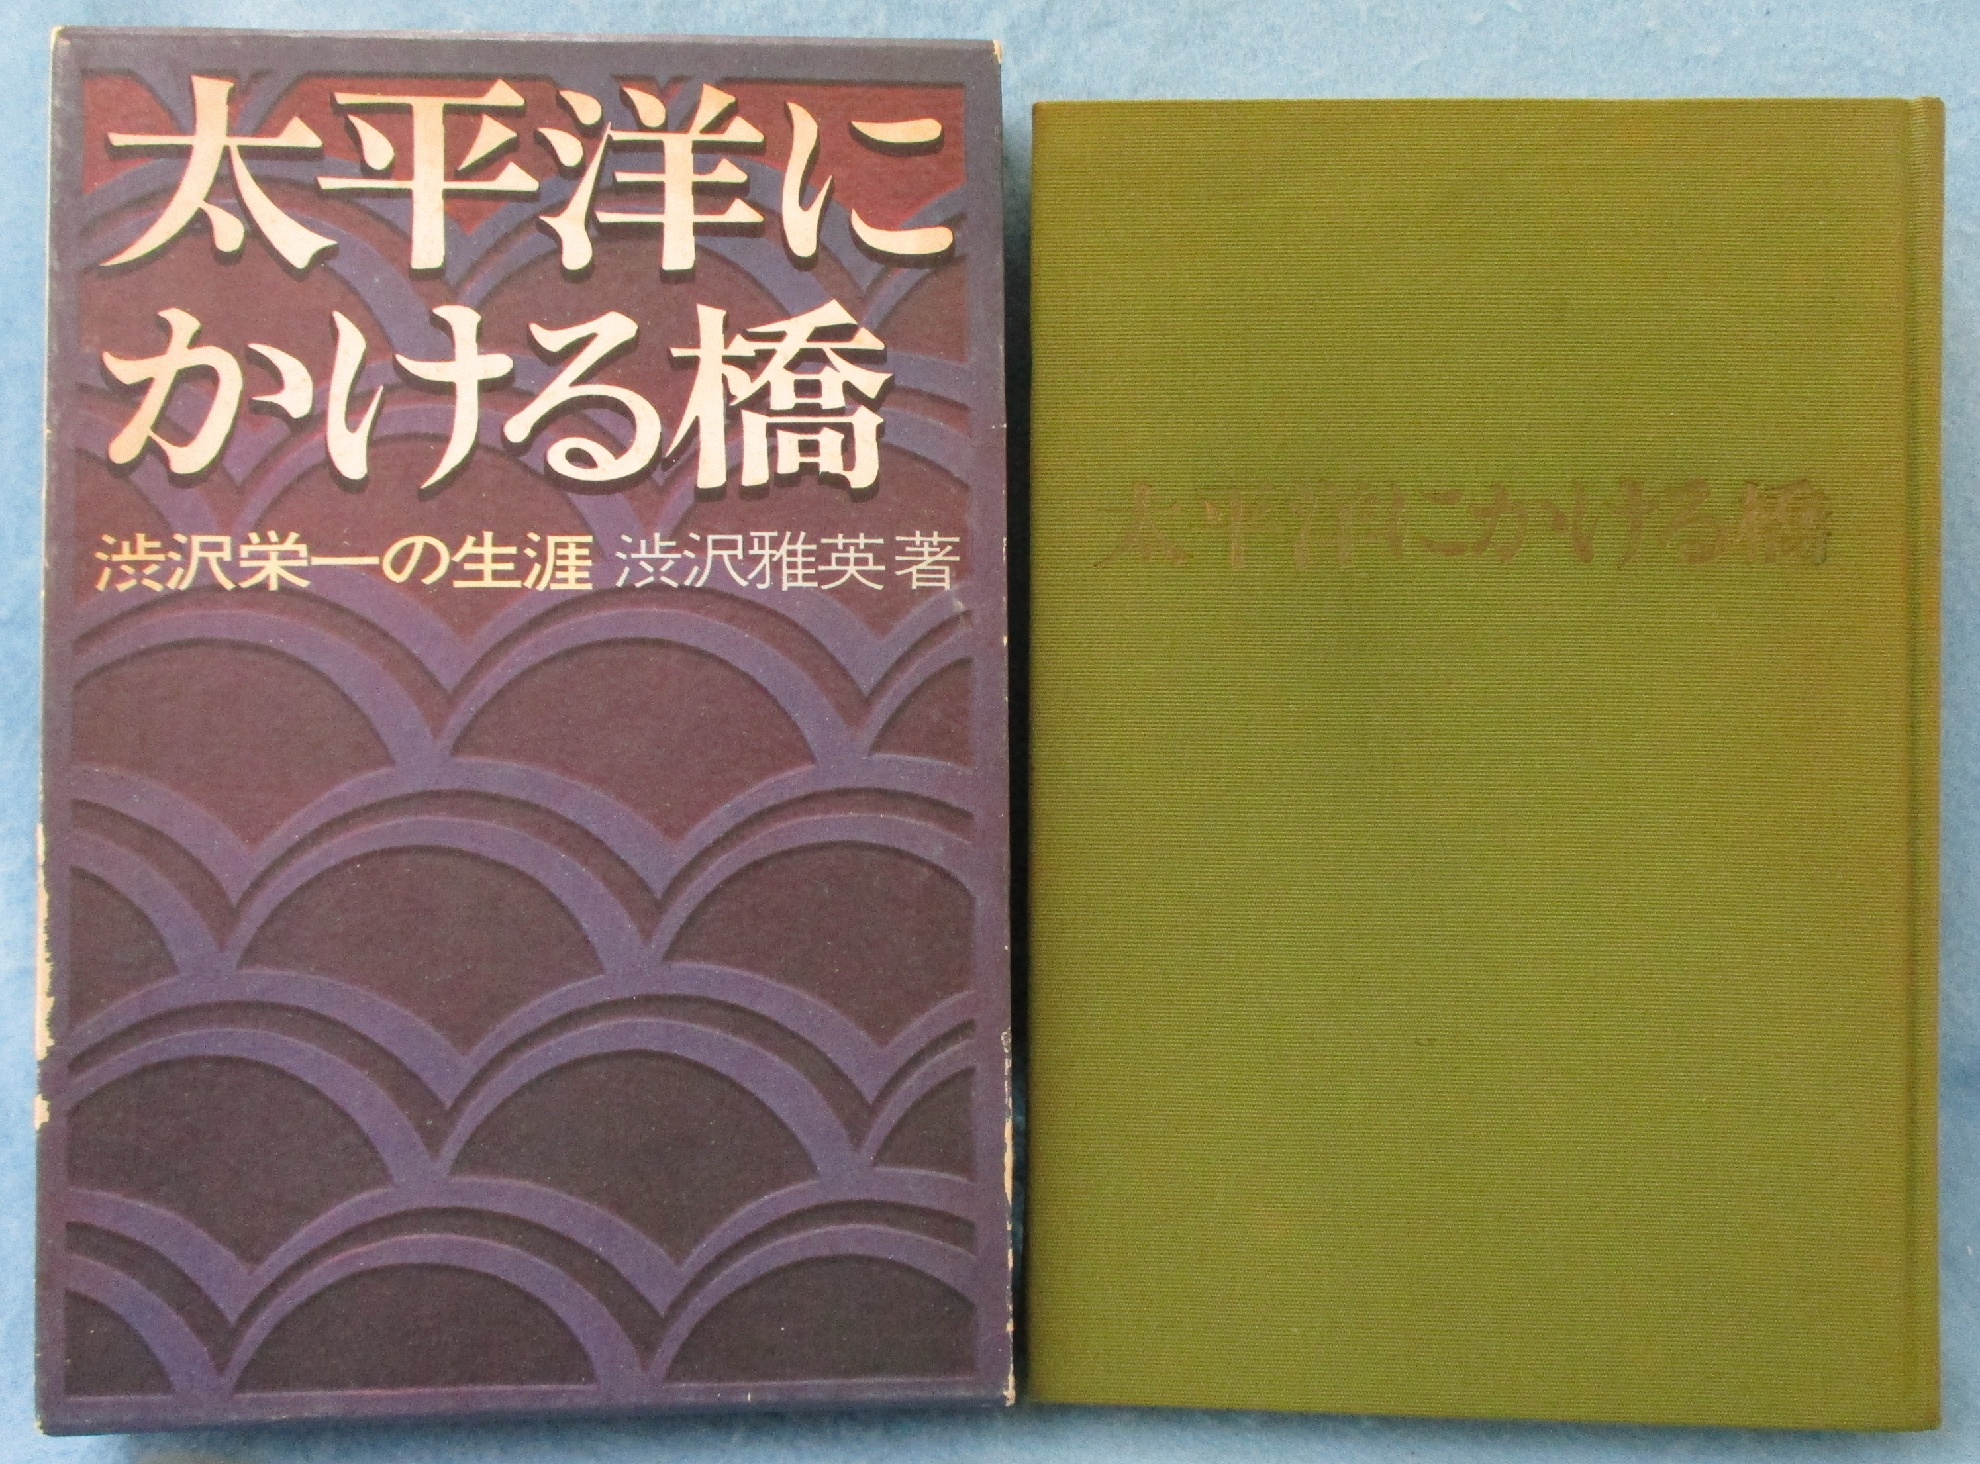 太平洋に
かける橋
渋沢栄一の生涯 渋沢雅英著
太平洋にかける橋